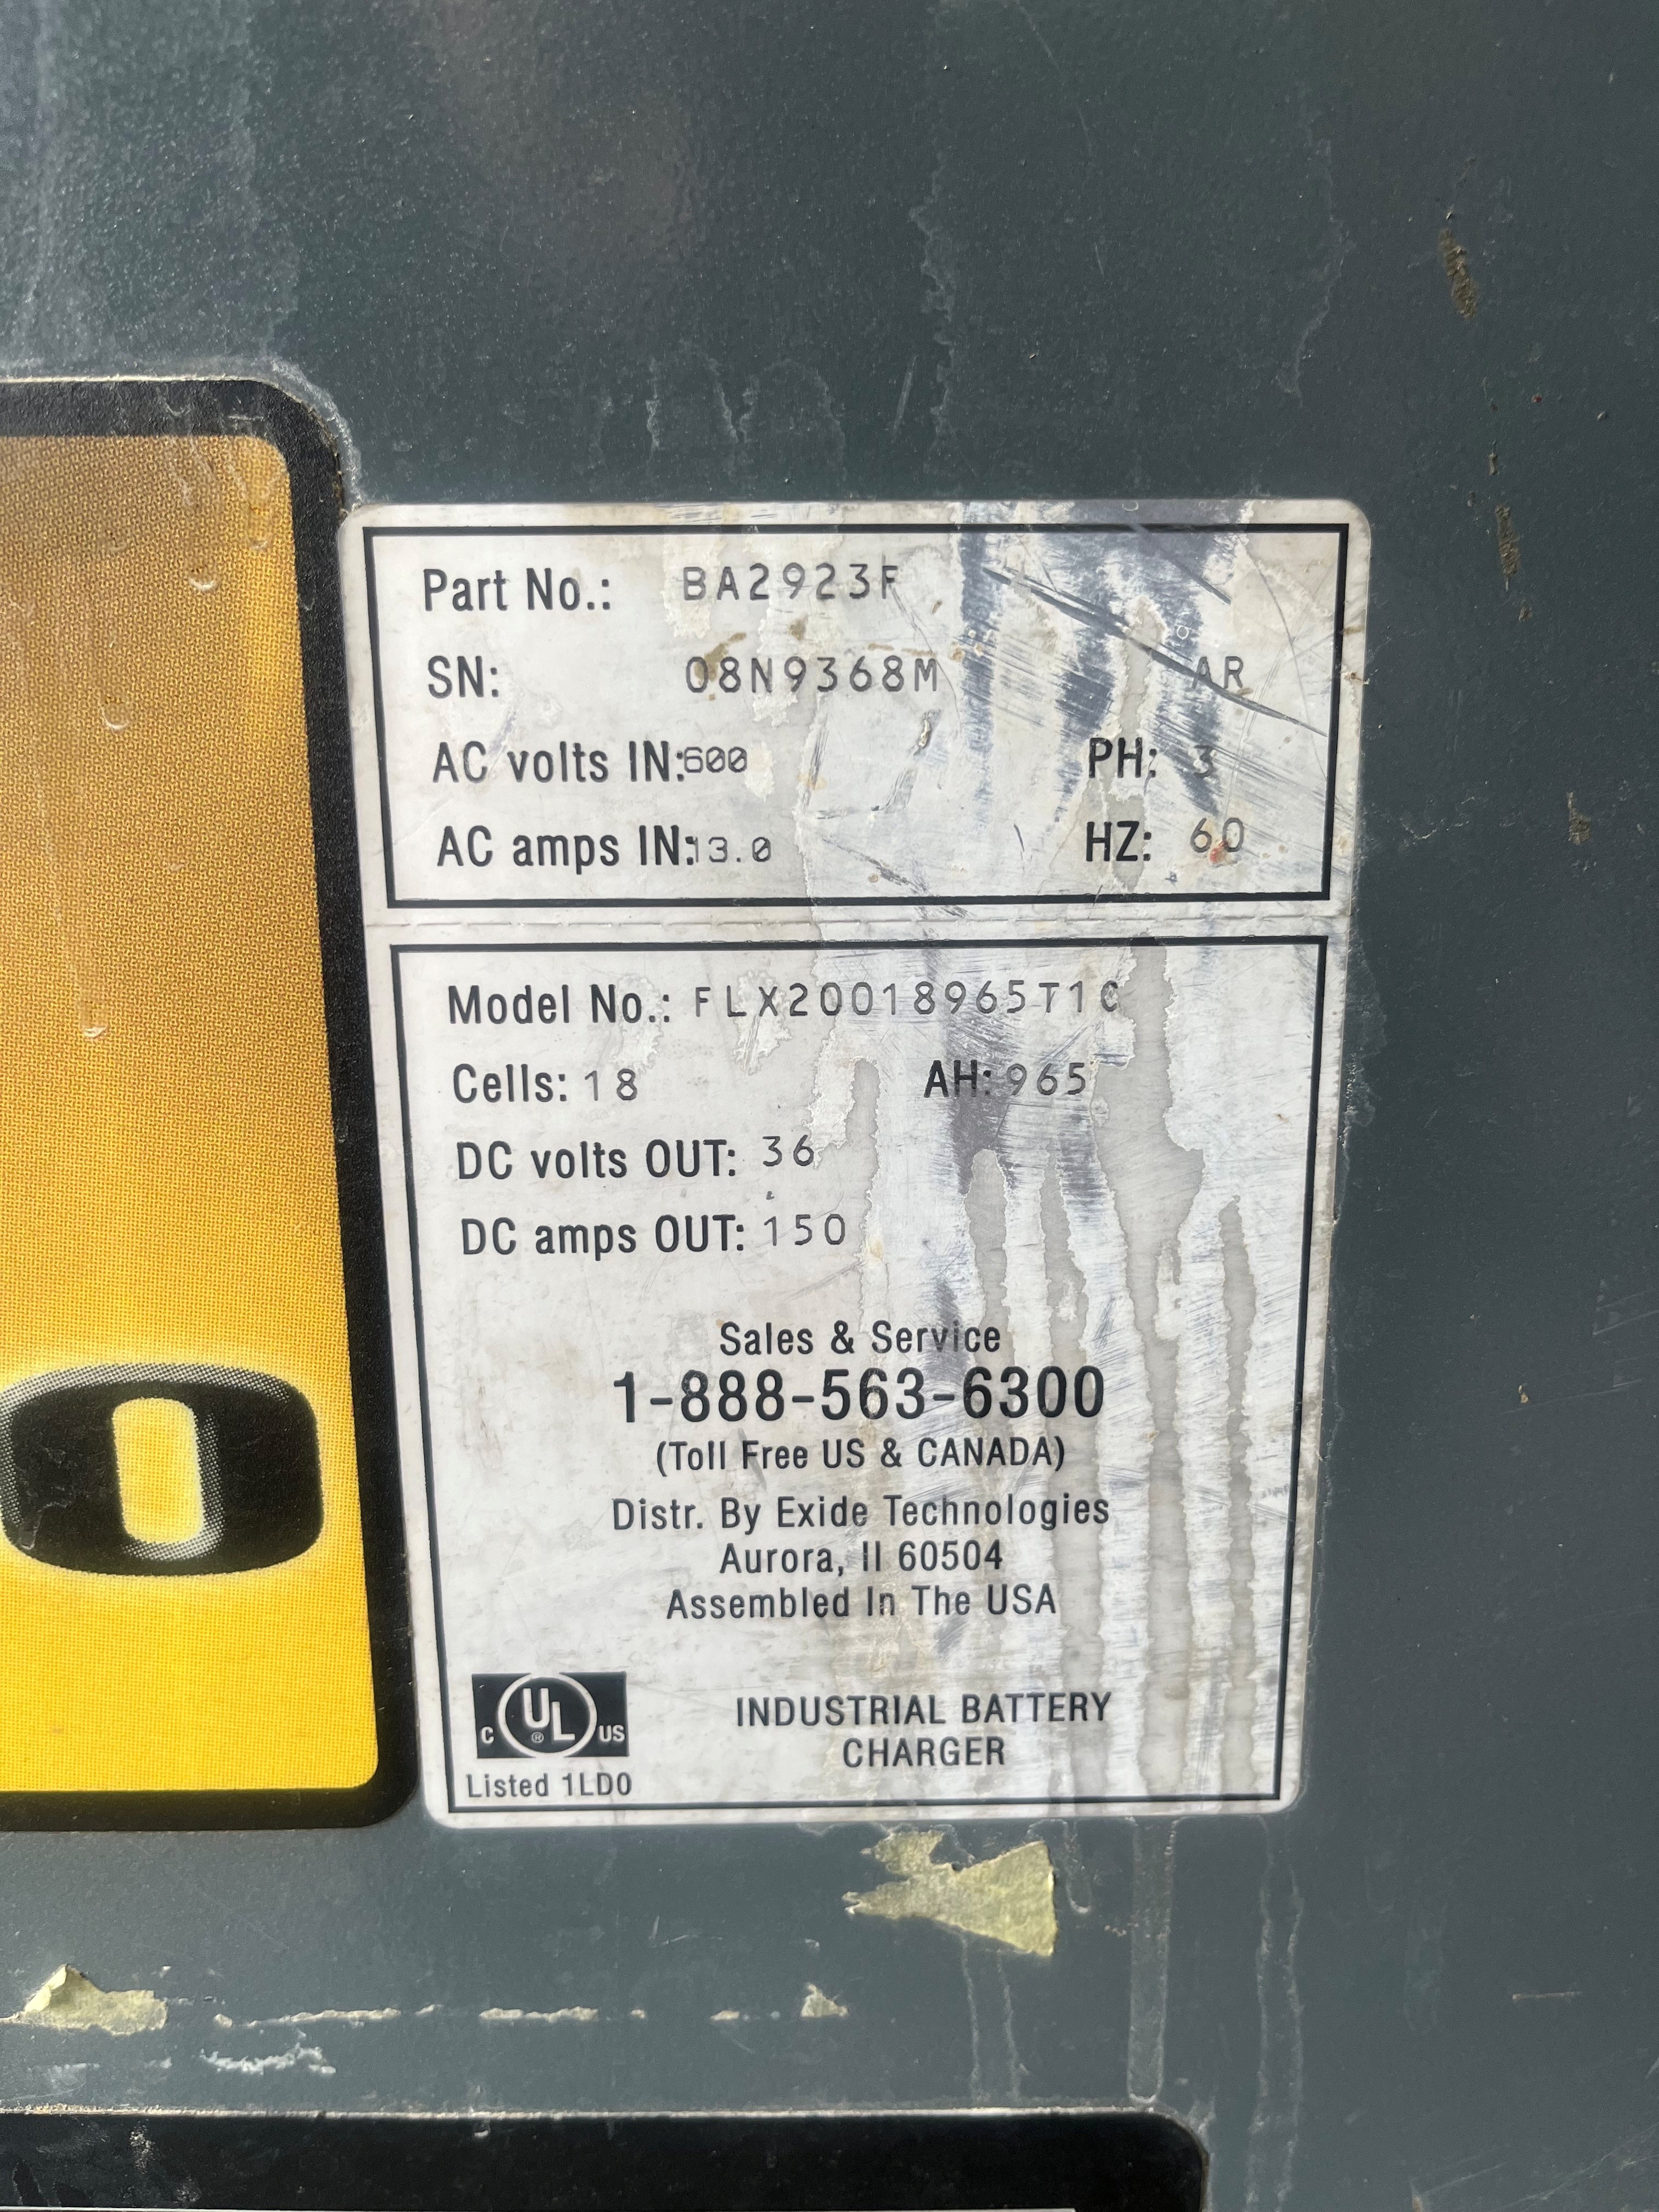 Part No.: BA2923F
SN: 08N9368M AR
AC volts IN:600 PH: 3
AC amps IN:13.0 HZ: 60
Model No.: FLX20018965T1C
Cells: 18 AH: 965
DC volts OUT: 36
DC amps OUT: 150
Sales & Service
1-888-563-6300
(Toll Free US & CANADA)
Distr. By Exide Technologies
Aurora, Il 60504
Assembled In The USA
C UL ® US
INDUSTRIAL BATTERY
CHARGER
Listed 1LD0
O